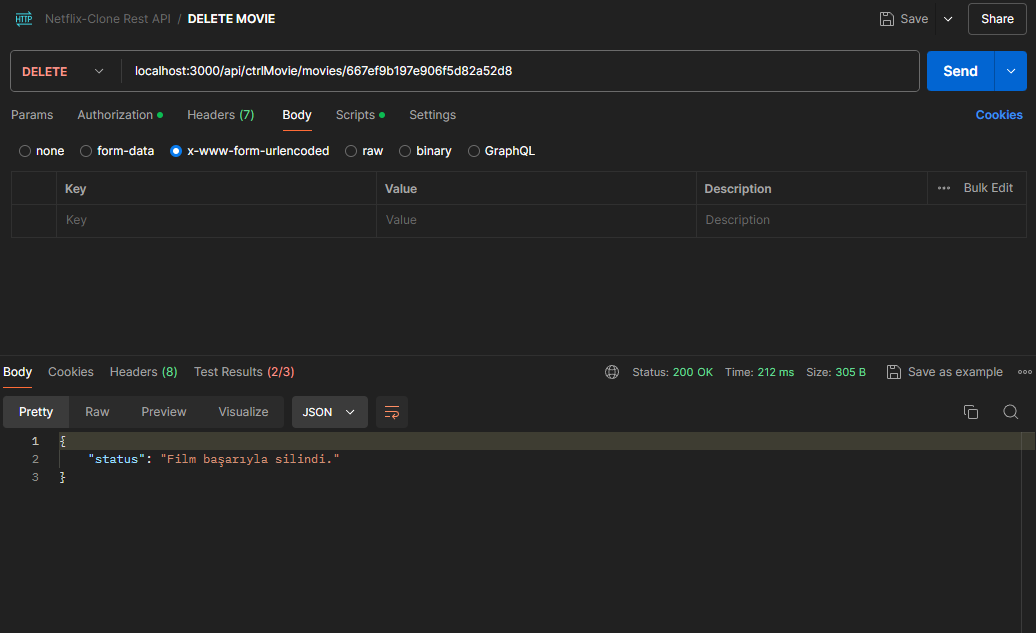 HTTP Netflix-Clone Rest API / DELETE MOVIE Save Share
DELETE localhost:3000/api/ctrlMovie/movies/667ef9b197e906f5d82a52d8 Send
Params Authorization Headers (7) Body Scripts Settings Cookies
none form-data x-www-form-urlencoded raw binary GraphQL
Key Value Description ••• Bulk Edit
Key Value Description
Body Cookies Headers (8) Test Results (2/3) Status: 200 OK Time: 212 ms Size: 305 B Save as example •••
Pretty Raw Preview Visualize JSON
1 {
2 "status": "Film başarıyla silindi."
3 }